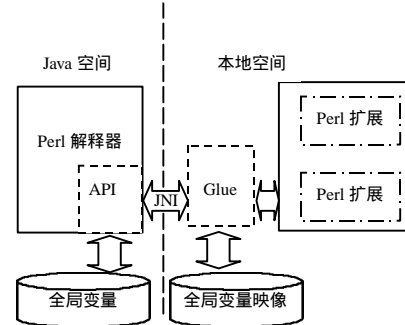 Java 空间
本地空间
Perl 解释器
API
JNI
Glue
Perl 扩展
Perl 扩展
全局变量
全局变量映像